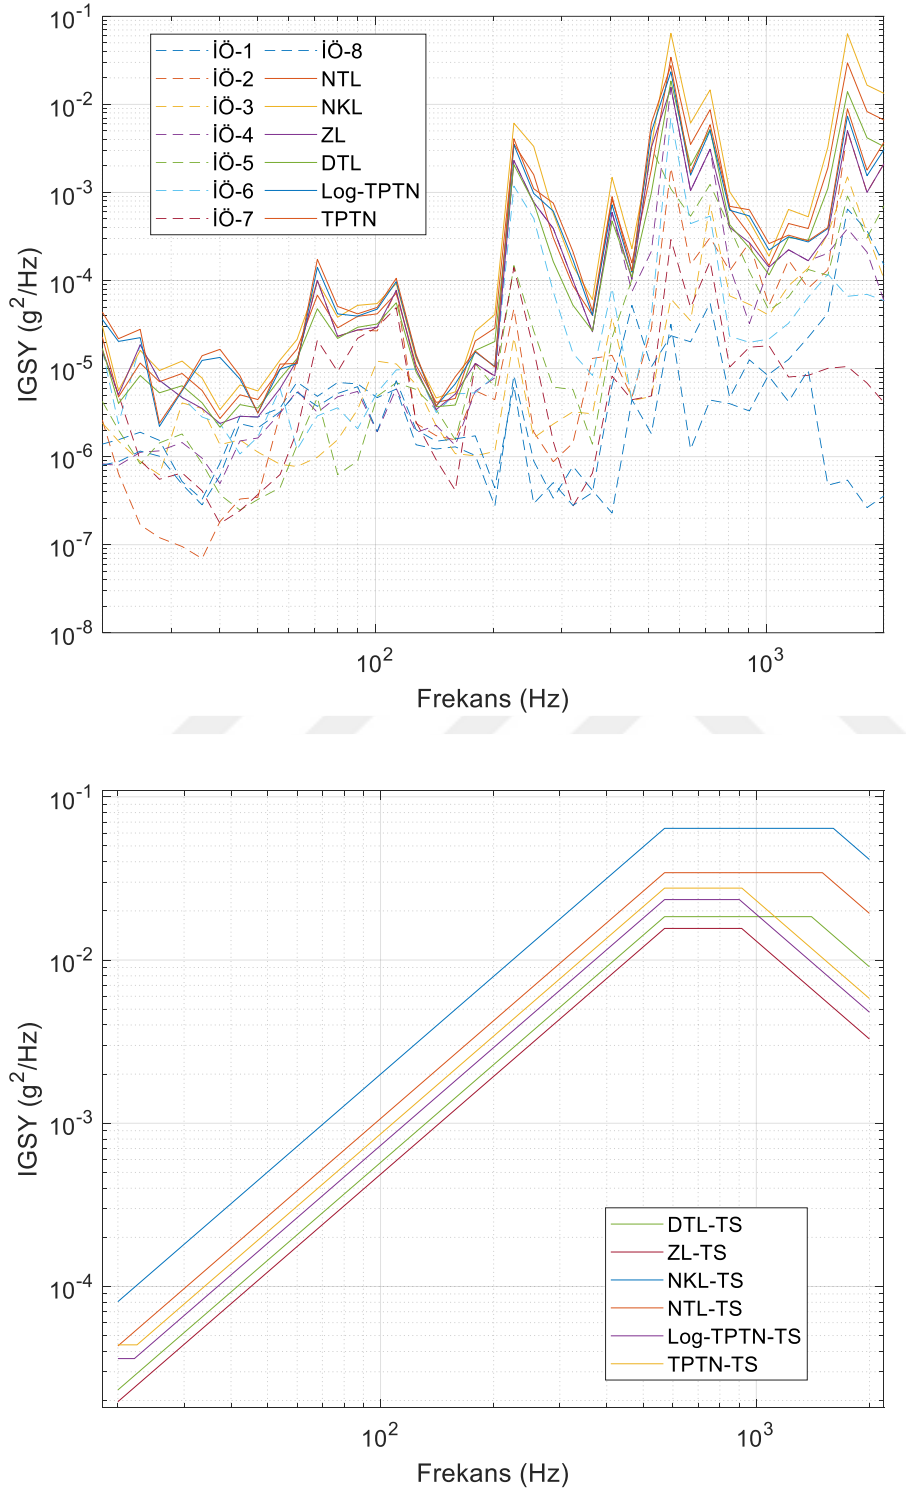 10^-1
10^-2
10^-3
10^-4
10^-5
10^-6
10^-7
10^-8
IGSY (g^2/Hz)
İÖ-1 İÖ-8
İÖ-2 NTL
İÖ-3 NKL
İÖ-4 ZL
İÖ-5 DTL
İÖ-6 Log-TPTN
İÖ-7 TPTN
10^2 10^3
Frekans (Hz)
10^-1
10^-2
10^-3
10^-4
IGSY (g^2/Hz)
DTL-TS
ZL-TS
NKL-TS
NTL-TS
Log-TPTN-TS
TPTN-TS
10^2 10^3
Frekans (Hz)